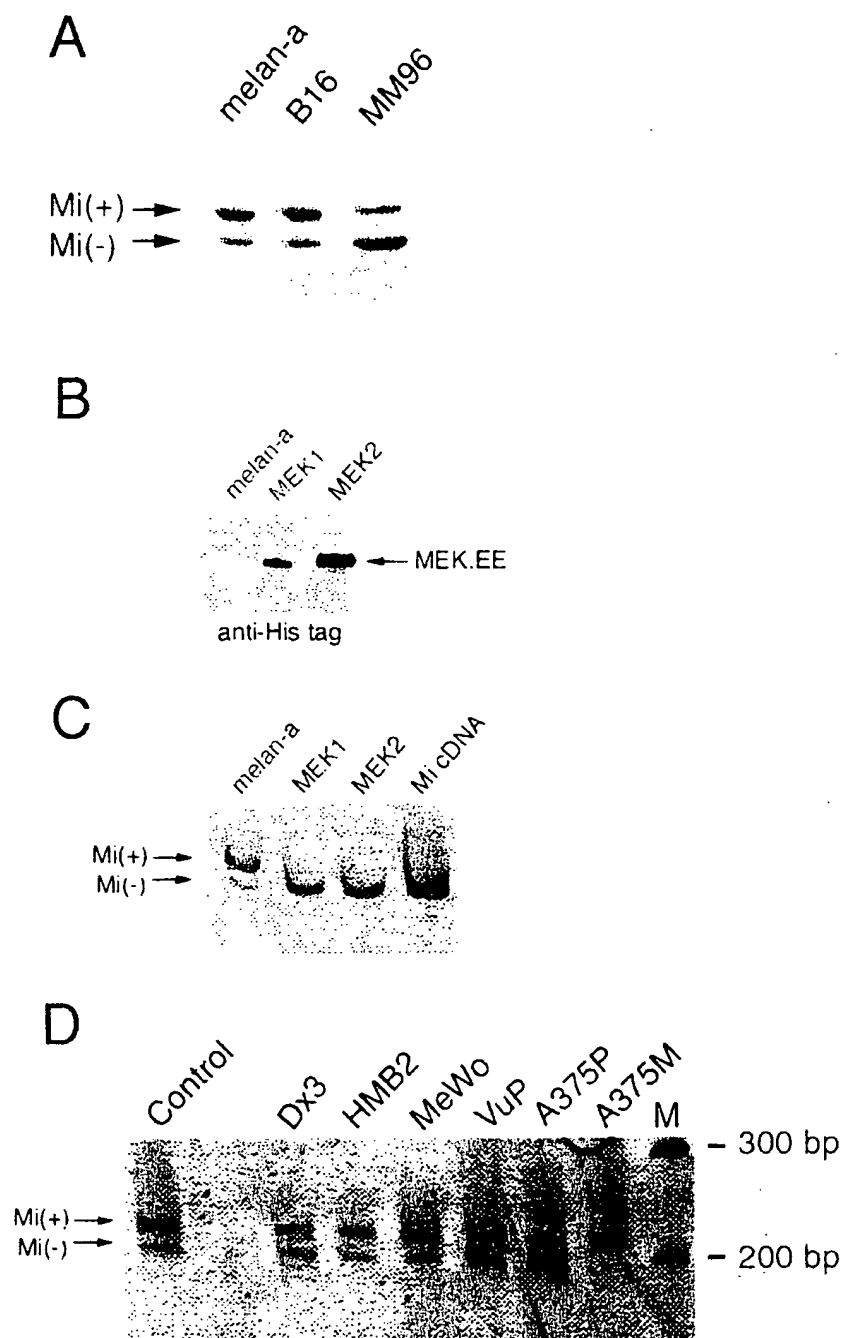 A
melan-a
B16
MM96
Mi(+)
Mi(-)
B
melan-a
MEK1
MEK2
MEK.EE
anti-His tag
C
melan-a
MEK1
MEK2
Mi cDNA
Mi(+)
Mi(-)
D
Control
Dx3
HMB2
MeWo
VuP
A375P
A375M
M
300 bp
Mi(+)
Mi(-)
200 bp